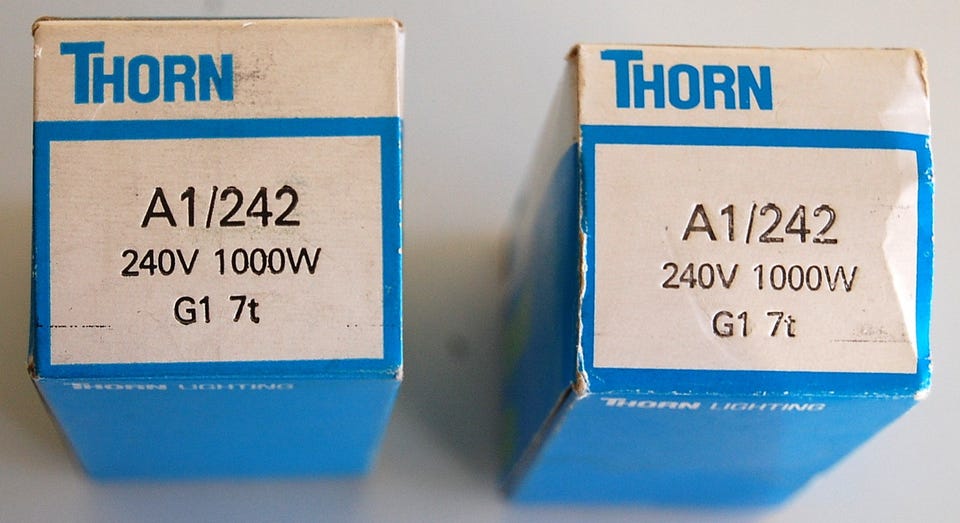 THORN
A1/242
240V 1000W
G1 7t
THORN LIGHTING
THORN
A1/242
240V 1000W
G1 7t
THORN LIGHTING